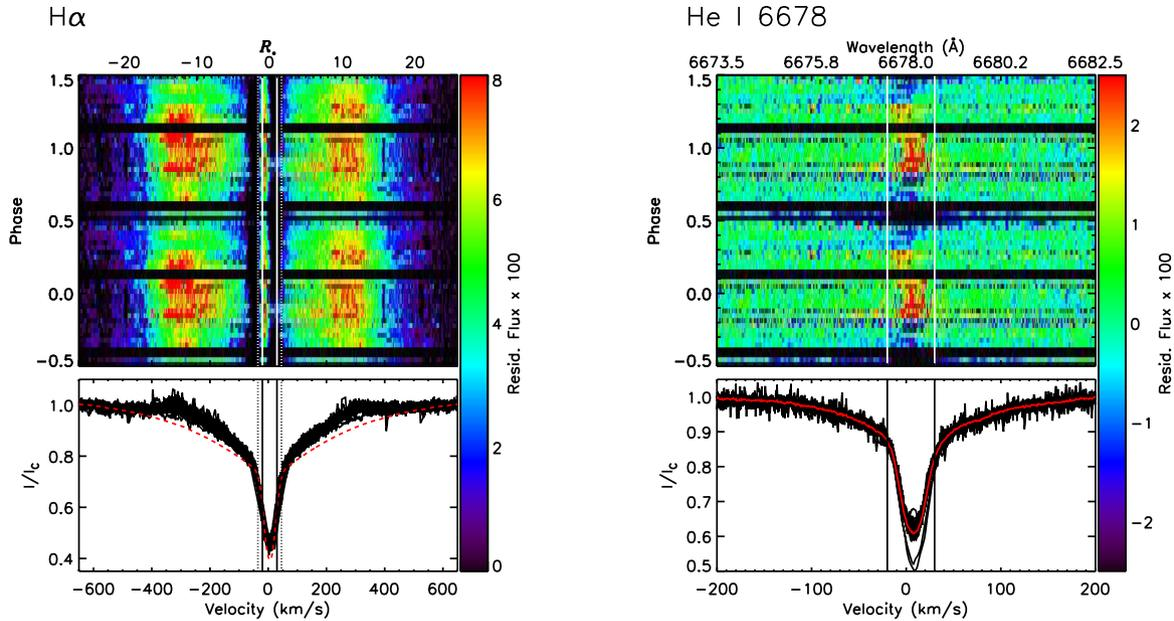 Hα
R*
−20 −10 0 10 20
1.5
1.0
0.5
0.0
−0.5
Phase
8
6
4
2
0
Resid. Flux x 100
1.0
0.8
0.6
0.4
I/Ic
−600 −400 −200 0 200 400 600
Velocity (km/s)
He I 6678
Wavelength (Å)
6673.5 6675.8 6678.0 6680.2 6682.5
1.5
1.0
0.5
0.0
−0.5
Phase
2
1
0
−1
−2
Resid. Flux x 100
1.0
0.9
0.8
0.7
0.6
0.5
I/Ic
−200 −100 0 100 200
Velocity (km/s)